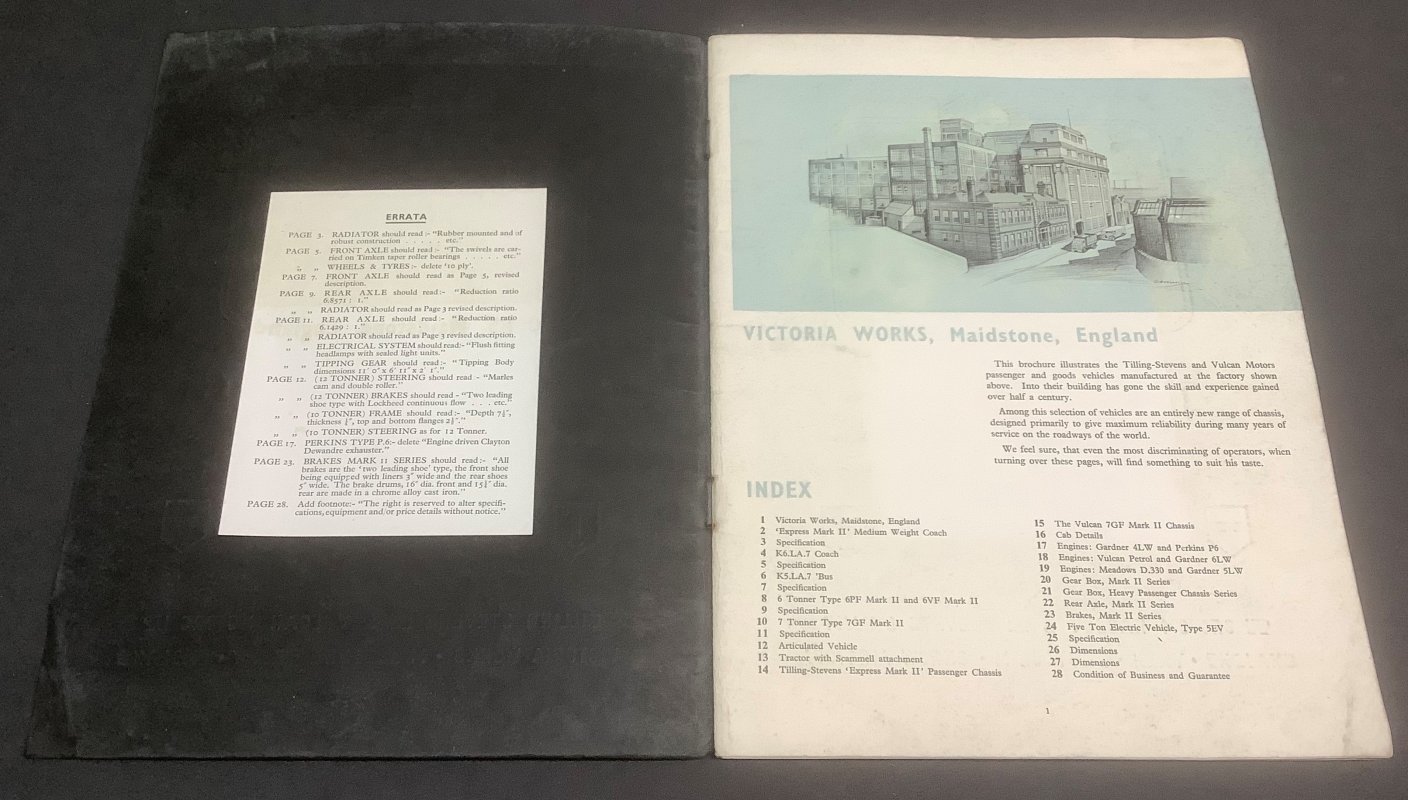 ERRATA
PAGE 3. RADIATOR should read :- "Rubber mounted and of
robust construction . . . . . etc."
PAGE 5. FRONT AXLE should read :- "The swivels are car-
ried on Timken taper roller bearings . . . . . etc."
„ „ WHEELS & TYRES :- delete '10 ply'.
PAGE 7. FRONT AXLE should read as Page 5, revised
description.
PAGE 9. REAR AXLE should read :- "Reduction ratio
6.8571 : 1."
„ „ RADIATOR should read as Page 3 revised description.
PAGE 11. REAR AXLE should read :- "Reduction ratio
6.1429 : 1."
„ „ RADIATOR should read as Page 3 revised description.
„ „ ELECTRICAL SYSTEM should read:- "Flush fitting
headlamps with sealed light units."
„ „ TIPPING GEAR should read :- "Tipping Body
dimensions 11' 0" x 6' 11" x 2' 1"."
PAGE 12. (12 TONNER) STEERING should read - "Marles
cam and double roller."
„ „ (12 TONNER) BRAKES should read - "Two leading
shoe type with Lockheed continuous flow . . . etc."
„ „ (10 TONNER) FRAME should read :- "Depth
thickness top and bottom flanges
„ „ (10 TONNER) STEERING as for 12 Tonner.
PAGE 17. PERKINS TYPE P.6:- delete "Engine driven Clayton
Dewandre exhauster."
PAGE 23. BRAKES MARK 11 SERIES should read :- "All
brakes are the 'two leading shoe' type, the front shoe
being equipped with liners 3" wide and the rear shoes
5" wide. The brake drums, 16" dia. front and dia.
rear are made in a chrome alloy cast iron."
PAGE 28. Add footnote:- "The right is reserved to alter specifi-
cations, equipment and/or price details without notice."
VICTORIA WORKS, Maidstone, England
This brochure illustrates the Tilling-Stevens and Vulcan Motors
passenger and goods vehicles manufactured at the factory shown
above. Into their building has gone the skill and experience gained
over half a century.
Among this selection of vehicles are an entirely new range of chassis,
designed primarily to give maximum reliability during many years of
service on the roadways of the world.
We feel sure, that even the most discriminating of operators, when
turning over these pages, will find something to suit his taste.
INDEX
1 Victoria Works, Maidstone, England
2 'Express Mark II' Medium Weight Coach
3 Specification
4 K6.LA.7 Coach
5 Specification
6 K5.LA.7 'Bus
7 Specification
8 6 Tonner Type 6PF Mark II and 6VF Mark II
9 Specification
10 7 Tonner Type 7GF Mark II
11 Specification
12 Articulated Vehicle
13 Tractor with Scammell attachment
14 Tilling-Stevens 'Express Mark II' Passenger Chassis
15 The Vulcan 7GF Mark II Chassis
16 Cab Details
17 Engines: Gardner 4LW and Perkins P6
18 Engines: Vulcan Petrol and Gardner 6LW
19 Engines: Meadows D.330 and Gardner 5LW
20 Gear Box, Mark II Series
21 Gear Box, Heavy Passenger Chassis Series
22 Rear Axle, Mark II Series
23 Brakes, Mark II Series
24 Five Ton Electric Vehicle, Type 5EV
25 Specification
26 Dimensions
27 Dimensions
28 Condition of Business and Guarantee
1